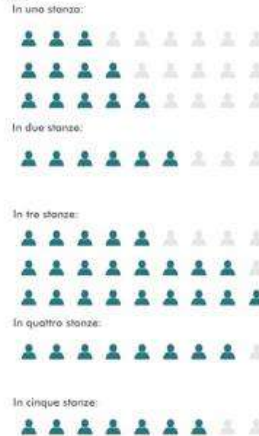 In una stanza:
In due stanze:
In tre stanze:
In quattro stanze:
In cinque stanze: